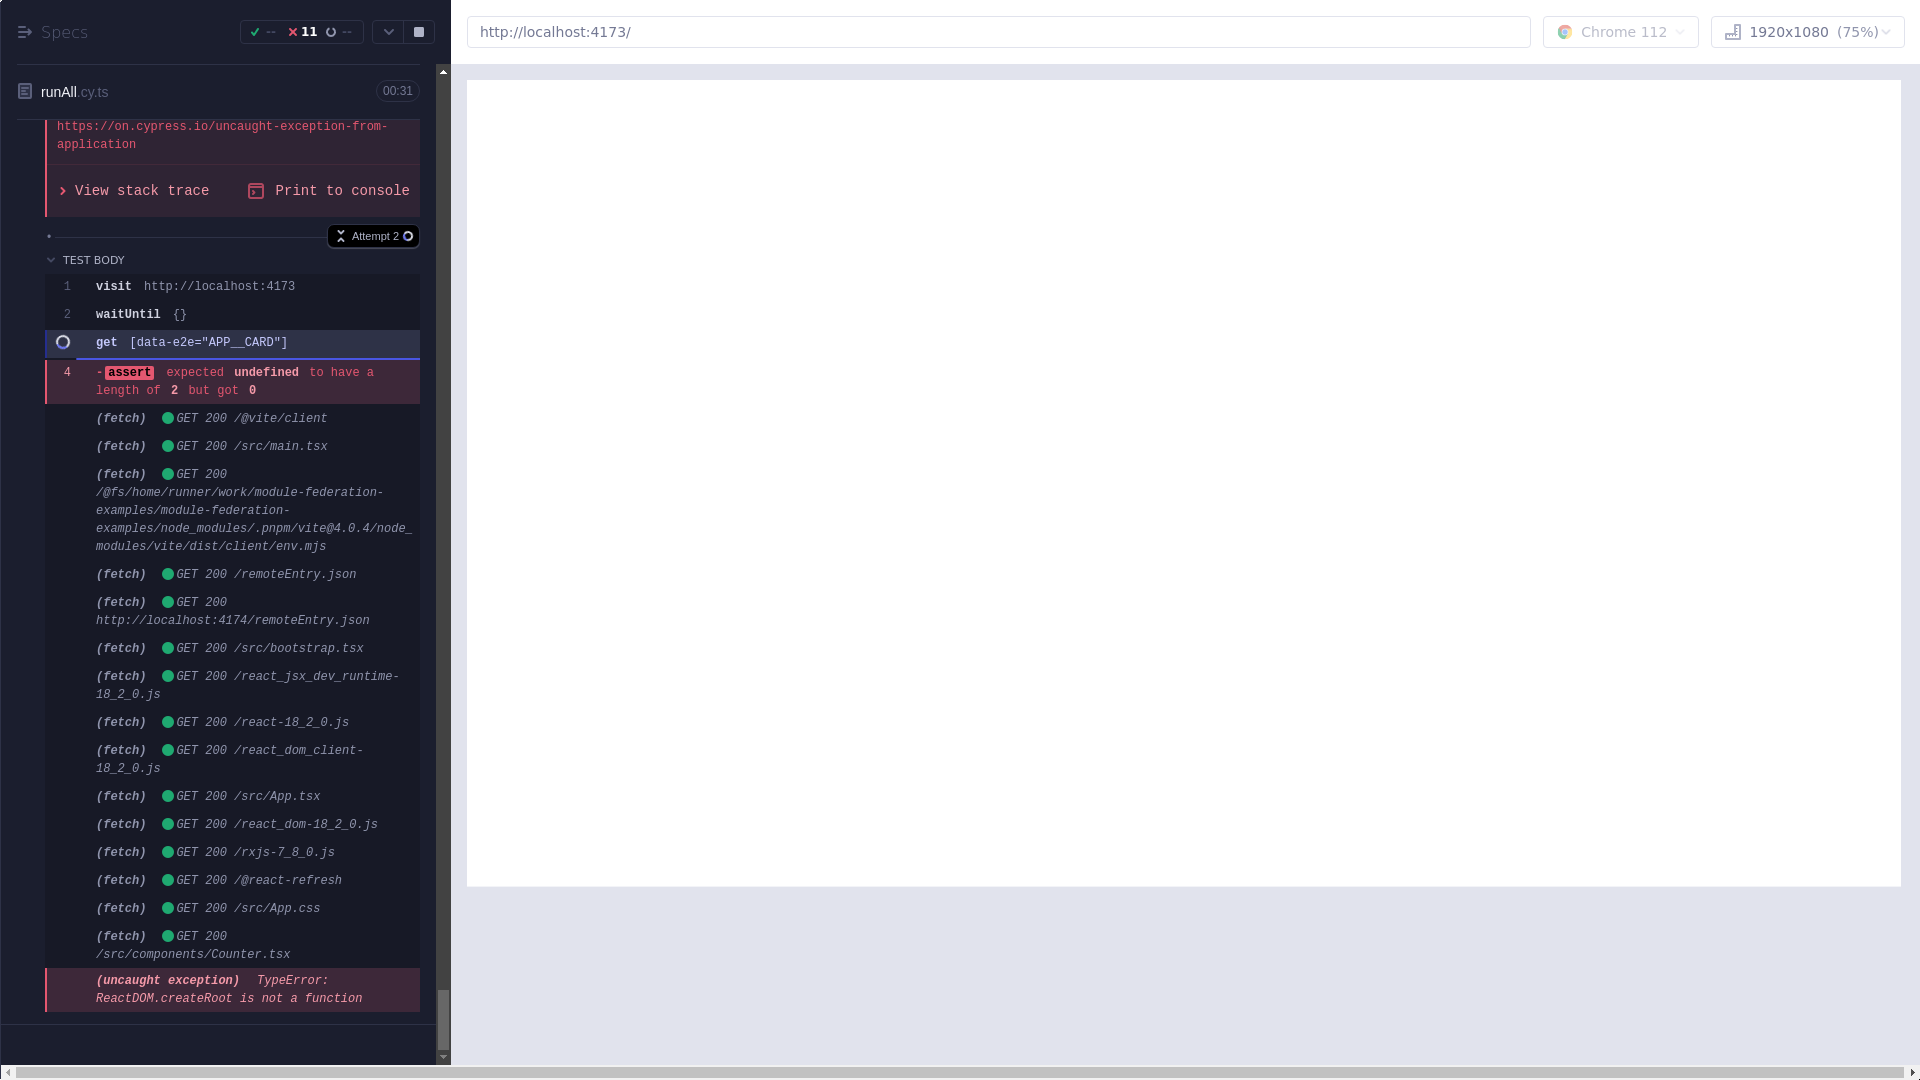 Specs
-- 11 --
http://localhost:4173/
Chrome 112
1920x1080 (75%)
runAll.cy.ts
00:31
https://on.cypress.io/uncaught-exception-from-
application
View stack trace
Print to console
Attempt 2
TEST BODY
1 visit http://localhost:4173
2 waitUntil {}
get [data-e2e="APP__CARD"]
4 -assert expected undefined to have a
length of 2 but got 0
(fetch) GET 200 /@vite/client
(fetch) GET 200 /src/main.tsx
(fetch) GET 200
/@fs/home/runner/work/module-federation-
examples/module-federation-
examples/node_modules/.pnpm/vite@4.0.4/node_
modules/vite/dist/client/env.mjs
(fetch) GET 200 /remoteEntry.json
(fetch) GET 200
http://localhost:4174/remoteEntry.json
(fetch) GET 200 /src/bootstrap.tsx
(fetch) GET 200 /react_jsx_dev_runtime-
18_2_0.js
(fetch) GET 200 /react-18_2_0.js
(fetch) GET 200 /react_dom_client-
18_2_0.js
(fetch) GET 200 /src/App.tsx
(fetch) GET 200 /react_dom-18_2_0.js
(fetch) GET 200 /rxjs-7_8_0.js
(fetch) GET 200 /@react-refresh
(fetch) GET 200 /src/App.css
(fetch) GET 200
/src/components/Counter.tsx
(uncaught exception) TypeError:
ReactDOM.createRoot is not a function